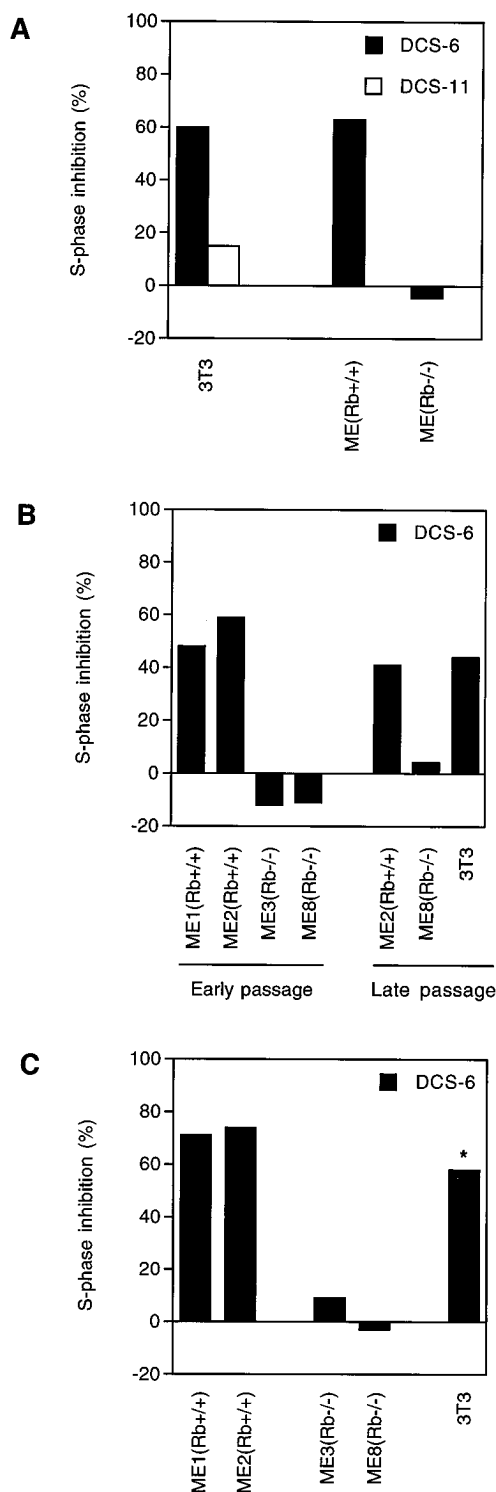 A
S-phase inhibition (%)
100
80
60
40
20
0
-20
DCS-6
DCS-11
3T3
ME(Rb+/+)
ME(Rb-/-)
B
S-phase inhibition (%)
100
80
60
40
20
0
-20
DCS-6
ME1(Rb+/+)
ME2(Rb+/+)
ME3(Rb-/-)
ME8(Rb-/-)
ME2(Rb+/+)
ME8(Rb-/-)
3T3
Early passage
Late passage
C
S-phase inhibition (%)
100
80
60
40
20
0
-20
DCS-6
*
ME1(Rb+/+)
ME2(Rb+/+)
ME3(Rb-/-)
ME8(Rb-/-)
3T3